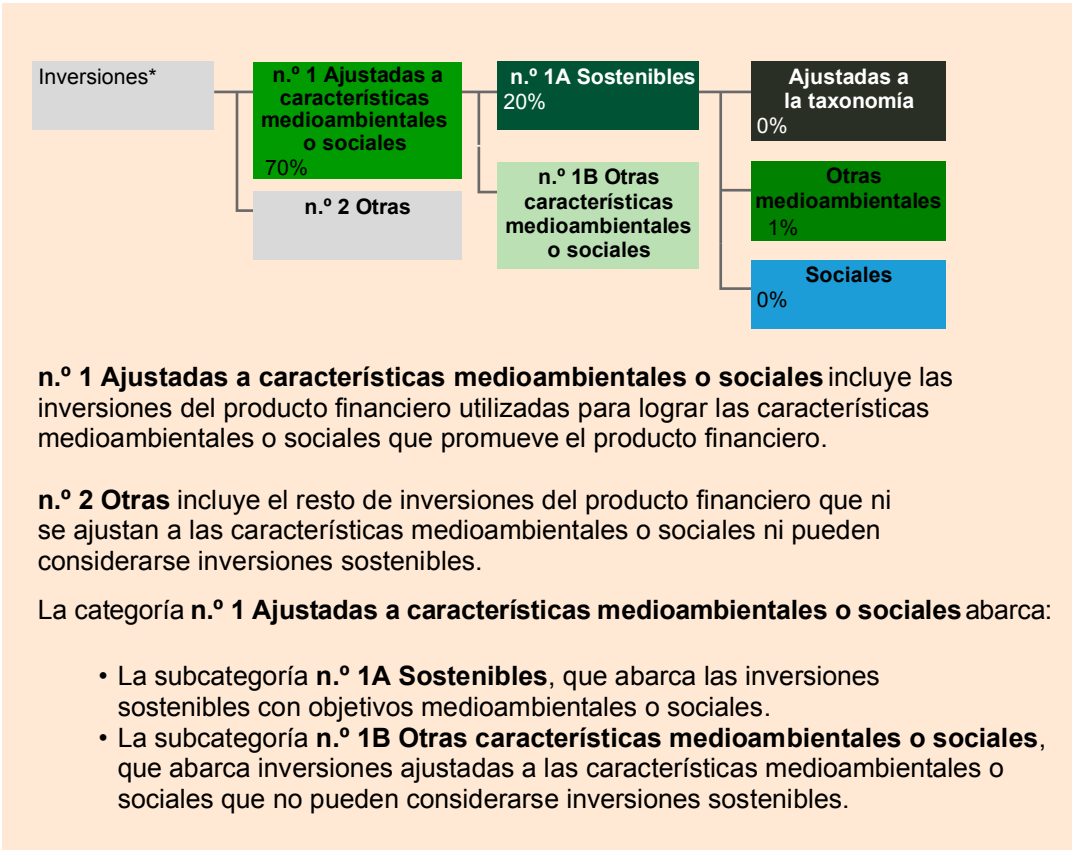 Inversiones*
n.º 1 Ajustadas a
características
medioambientales
o sociales
70%
n.º 2 Otras
n.º 1A Sostenibles
20%
n.º 1B Otras
características
medioambientales
o sociales
Ajustadas a
la taxonomía
0%
Otras
medioambientales
1%
Sociales
0%
n.º 1 Ajustadas a características medioambientales o sociales incluye las
inversiones del producto financiero utilizadas para lograr las características
medioambientales o sociales que promueve el producto financiero.
n.º 2 Otras incluye el resto de inversiones del producto financiero que ni
se ajustan a las características medioambientales o sociales ni pueden
considerarse inversiones sostenibles.
La categoría n.º 1 Ajustadas a características medioambientales o sociales abarca:
• La subcategoría n.º 1A Sostenibles, que abarca las inversiones
sostenibles con objetivos medioambientales o sociales.
• La subcategoría n.º 1B Otras características medioambientales o sociales,
que abarca inversiones ajustadas a las características medioambientales o
sociales que no pueden considerarse inversiones sostenibles.